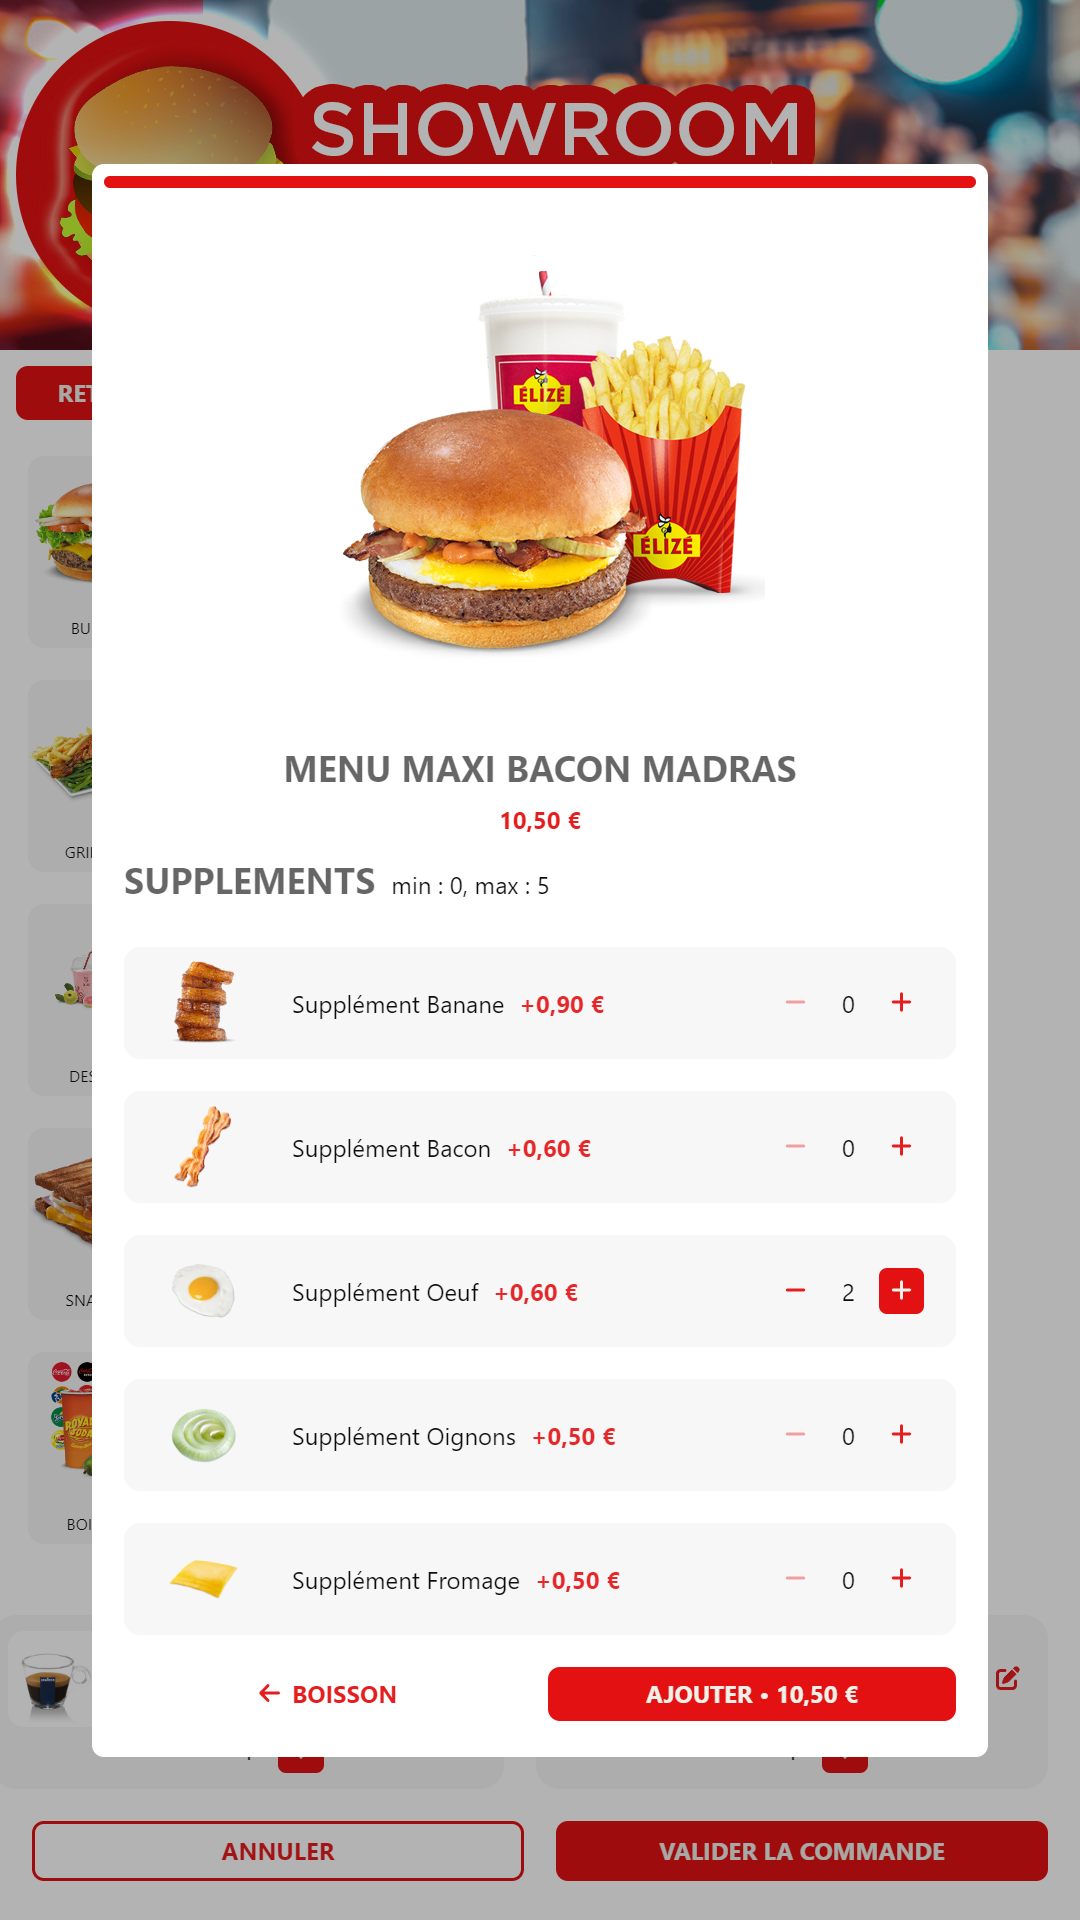 SHOWROOM
RET
ÉLIZÉ
ÉLIZÉ
BU
MENU MAXI BACON MADRAS
10,50 €
GRI
SUPPLEMENTS min : 0, max : 5
Supplément Banane +0,90 € 0
DES
Supplément Bacon +0,60 € 0
Supplément Oeuf +0,60 € 2
SNA
Supplément Oignons +0,50 € 0
BOI
Supplément Fromage +0,50 € 0
BOISSON
AJOUTER • 10,50 €
ANNULER
VALIDER LA COMMANDE